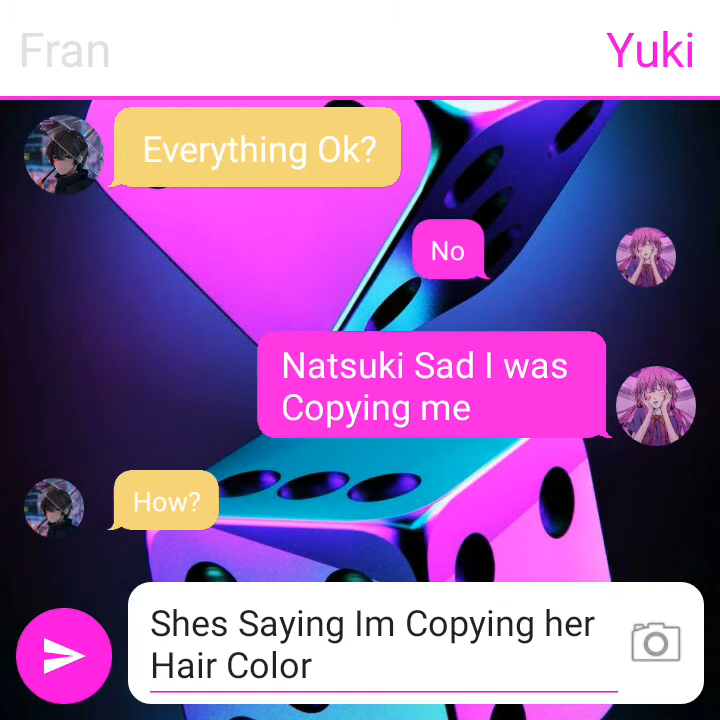 Fran
Yuki
Everything Ok?
No
Natsuki Sad I was
Copying me
How?
Shes Saying Im Copying her
Hair Color